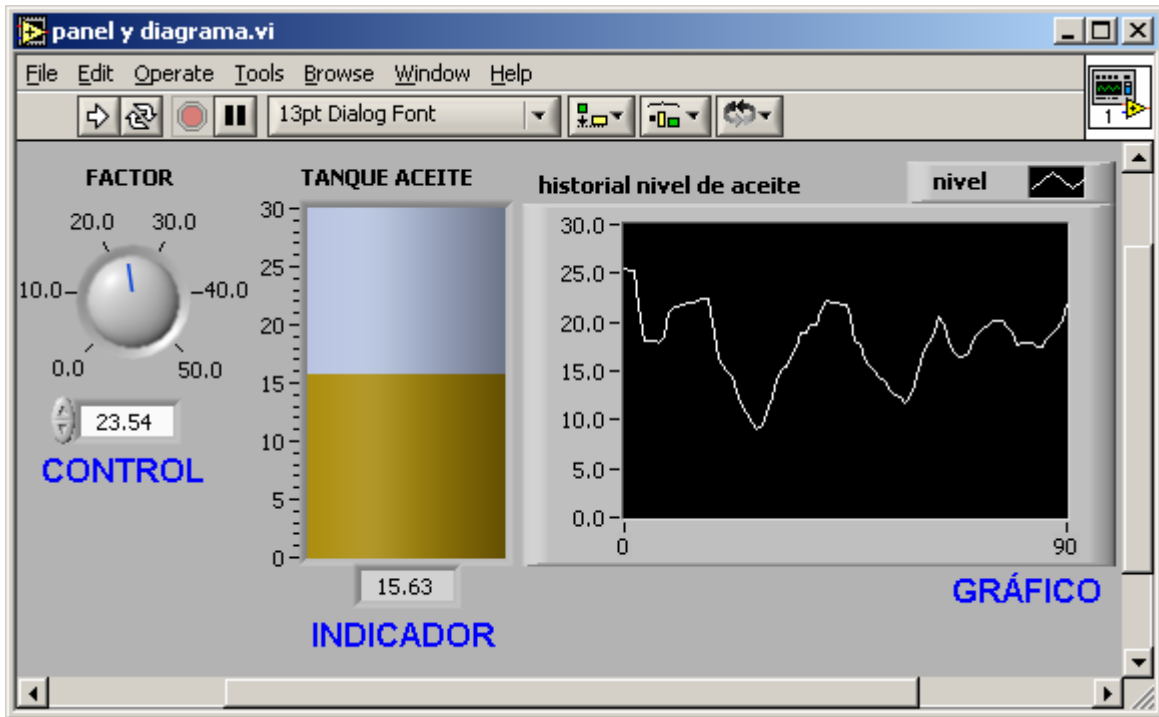 panel y diagrama.vi
File Edit Operate Tools Browse Window Help
13pt Dialog Font
1
FACTOR
20.0 30.0
10.0 40.0
0.0 50.0
23.54
CONTROL
TANQUE ACEITE
30
25
20
15
10
5
0
15.63
INDICADOR
historial nivel de aceite
nivel
30.0
25.0
20.0
15.0
10.0
5.0
0.0
0 90
GRÁFICO